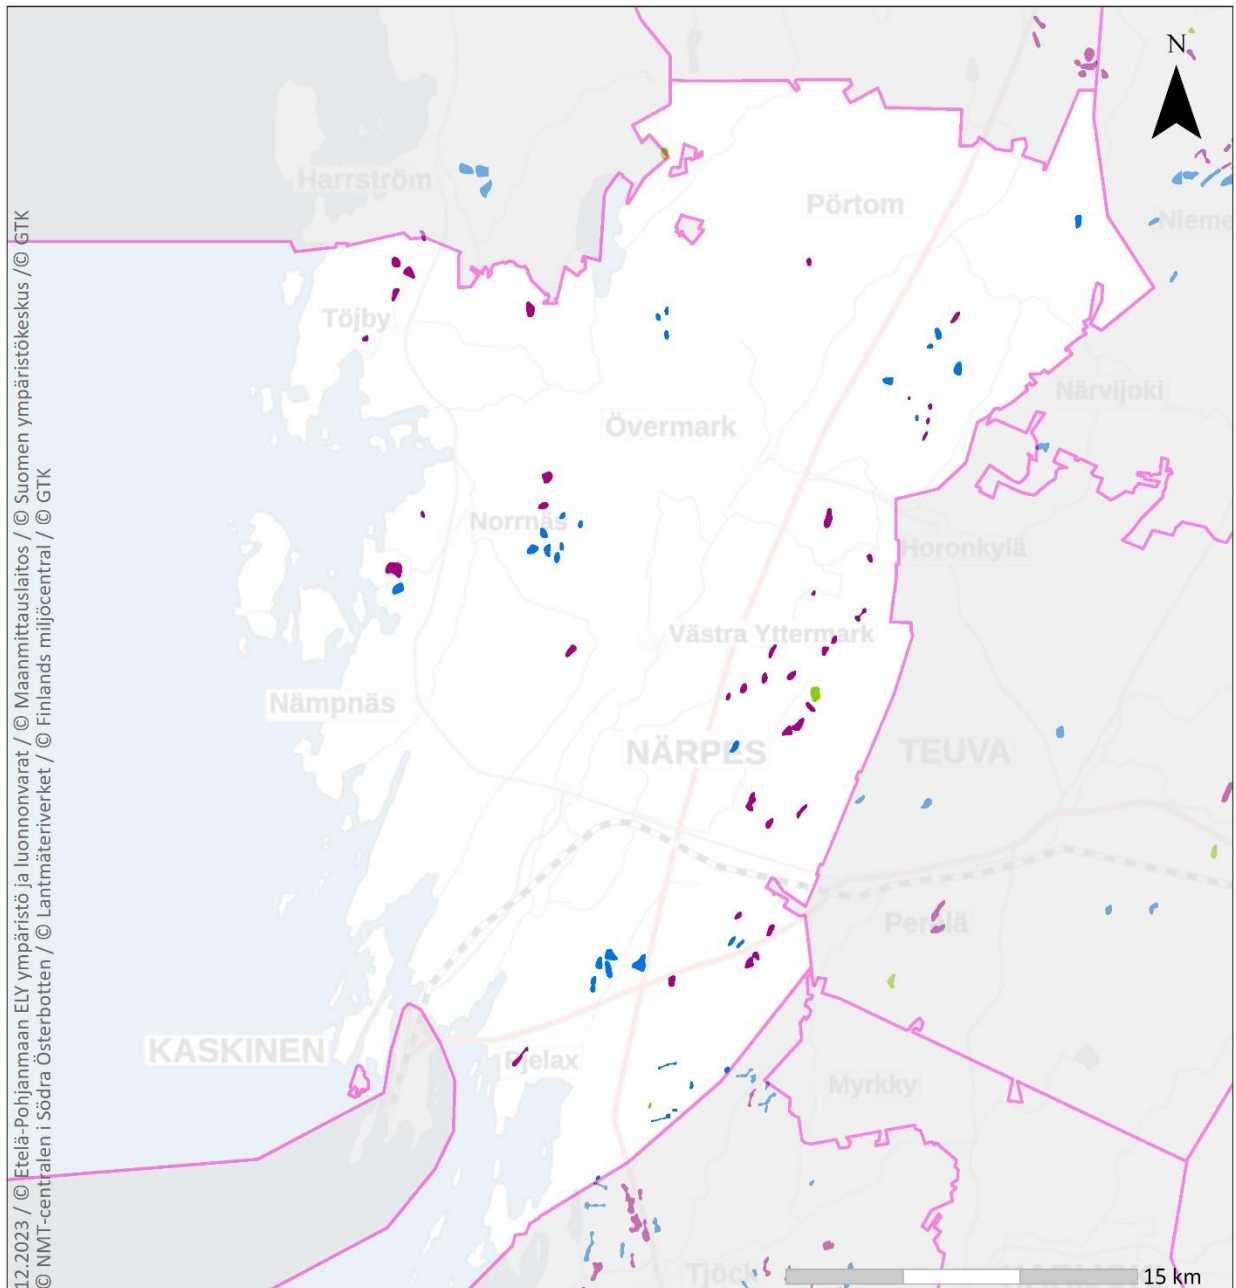 N
Harrström
Pörtom
Töjby
Närvijoki
Övermark
Norrnäs
Horonkylä
Västra Yttermark
Nämpnäs
NÄRPES
TEUVA
Perälä
KASKINEN
Pjelax
Myrkky
15 km
12.2023 / © Etelä-Pohjanmaan ELY ympäristö ja luonnonvarat / © Maanmittauslaitos / © Suomen ympäristökeskus /© GTK
© NMT-centralen i Södra Österbotten / © Lantmäteriverket / © Finlands miljöcentral / © GTK